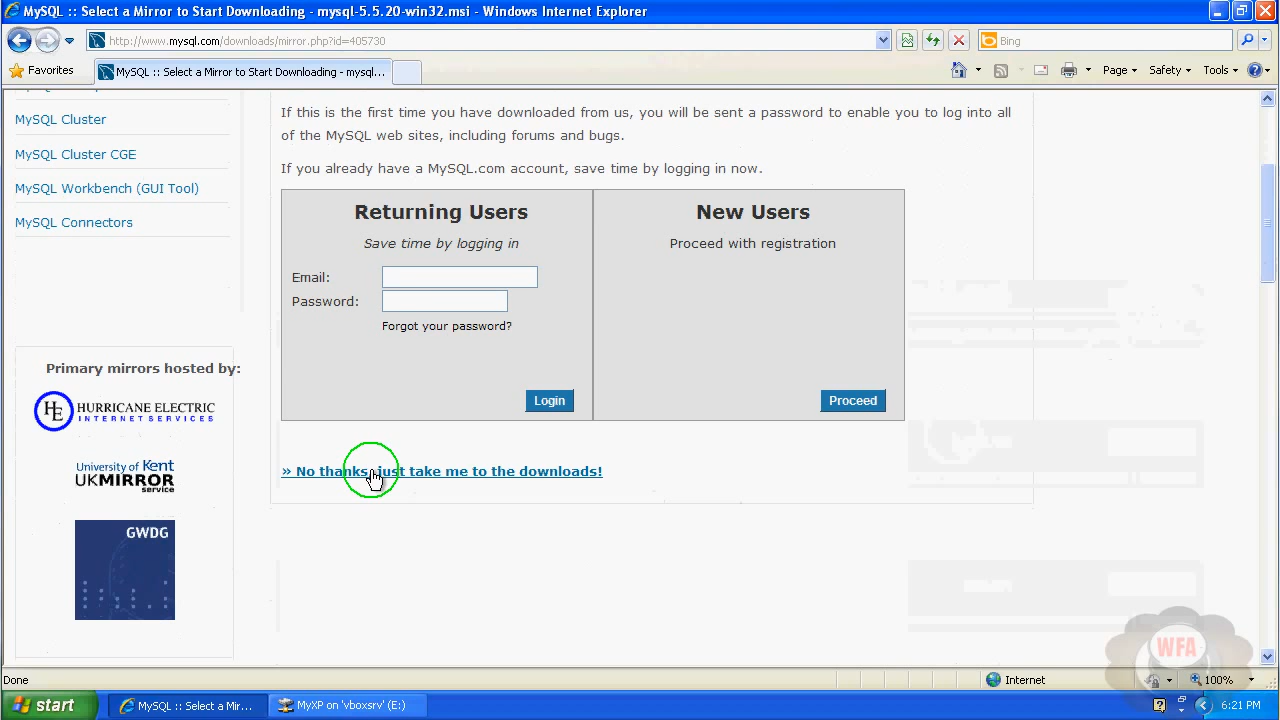 MySQL :: Select a Mirror to Start Downloading - mysql-5.5.20-win32.msi - Windows Internet Explorer
http://www.mysql.com/downloads/mirror.php?id=405730
Bing
Favorites
MySQL :: Select a Mirror to Start Downloading - mysql...
Page
Safety
Tools
MySQL Cluster
MySQL Cluster CGE
MySQL Workbench (GUI Tool)
MySQL Connectors
Primary mirrors hosted by:
HE
HURRICANE ELECTRIC
INTERNET SERVICES
University of Kent
UKMIRROR
service
GWDG
If this is the first time you have downloaded from us, you will be sent a password to enable you to log into all
of the MySQL web sites, including forums and bugs.
If you already have a MySQL.com account, save time by logging in now.
Returning Users
Save time by logging in
Email:
Password:
Forgot your password?
Login
New Users
Proceed with registration
Proceed
» No thanks, just take me to the downloads!
WFA
Done
Internet
100%
start
MySQL :: Select a Mir...
MyXP on 'vboxsrv' (E:)
6:21 PM